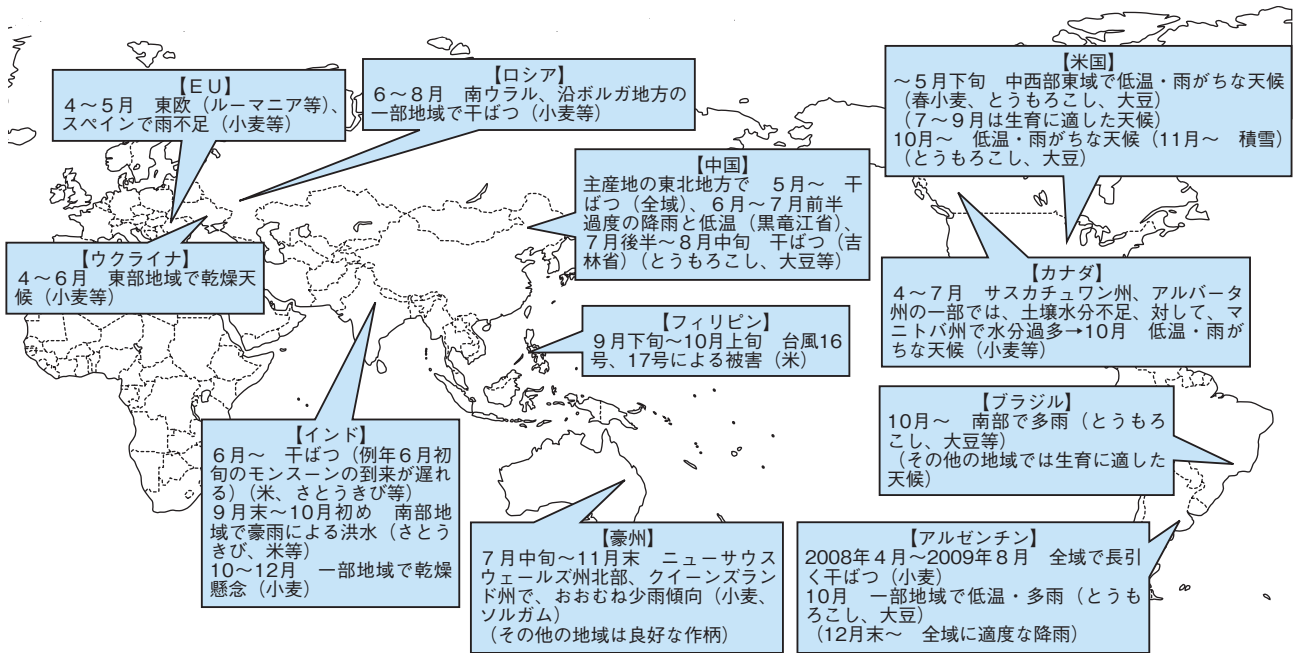 【EU】
4～5月　東欧（ルーマニア等）、
スペインで雨不足（小麦等）
【ロシア】
6～8月　南ウラル、沿ボルガ地方の
一部地域で干ばつ（小麦等）
【米国】
～5月下旬　中西部東域で低温・雨がちな天候
（春小麦、とうもろこし、大豆）
（7～9月は生育に適した天候）
10月～　低温・雨がちな天候（11月～　積雪）
（とうもろこし、大豆）
【中国】
主産地の東北地方で　5月～　干
ばつ（全域）、6月～7月前半
過度の降雨と低温（黒竜江省）、
7月後半～8月中旬　干ばつ（吉
林省）（とうもろこし、大豆等）
【ウクライナ】
4～6月　東部地域で乾燥天
候（小麦等）
【カナダ】
4～7月　サスカチュワン州、アルバータ
州の一部では、土壌水分不足、対して、マ
ニトバ州で水分過多→10月　低温・雨が
ちな天候（小麦等）
【フィリピン】
9月下旬～10月上旬　台風16
号、17号による被害（米）
【ブラジル】
10月～　南部で多雨（とうもろ
こし、大豆等）
（その他の地域では生育に適した
天候）
【インド】
6月～　干ばつ（例年6月初
旬のモンスーンの到来が遅れ
る）（米、さとうきび等）
9月末～10月初め　南部地
域で豪雨による洪水（さとう
きび、米等）
10～12月　一部地域で乾燥
懸念（小麦）
【豪州】
7月中旬～11月末　ニューサウス
ウェールズ州北部、クイーンズラン
ド州で、おおむね少雨傾向（小麦、
ソルガム）
（その他の地域は良好な作柄）
【アルゼンチン】
2008年4月～2009年8月　全域で長引
く干ばつ（小麦）
10月　一部地域で低温・多雨（とうも
ろこし、大豆）
（12月末～　全域に適度な降雨）